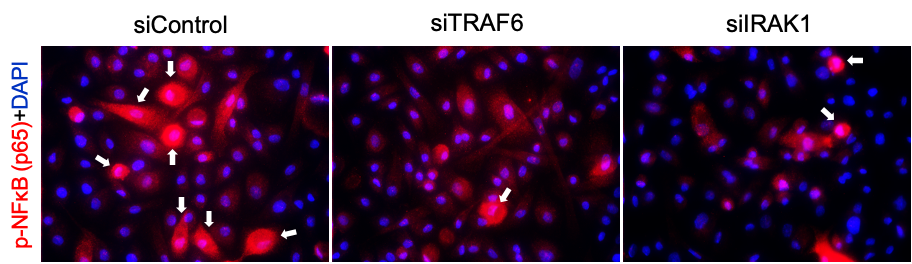 siControl
siTRAF6
siIRAK1
p-NFκB (p65)+DAPI